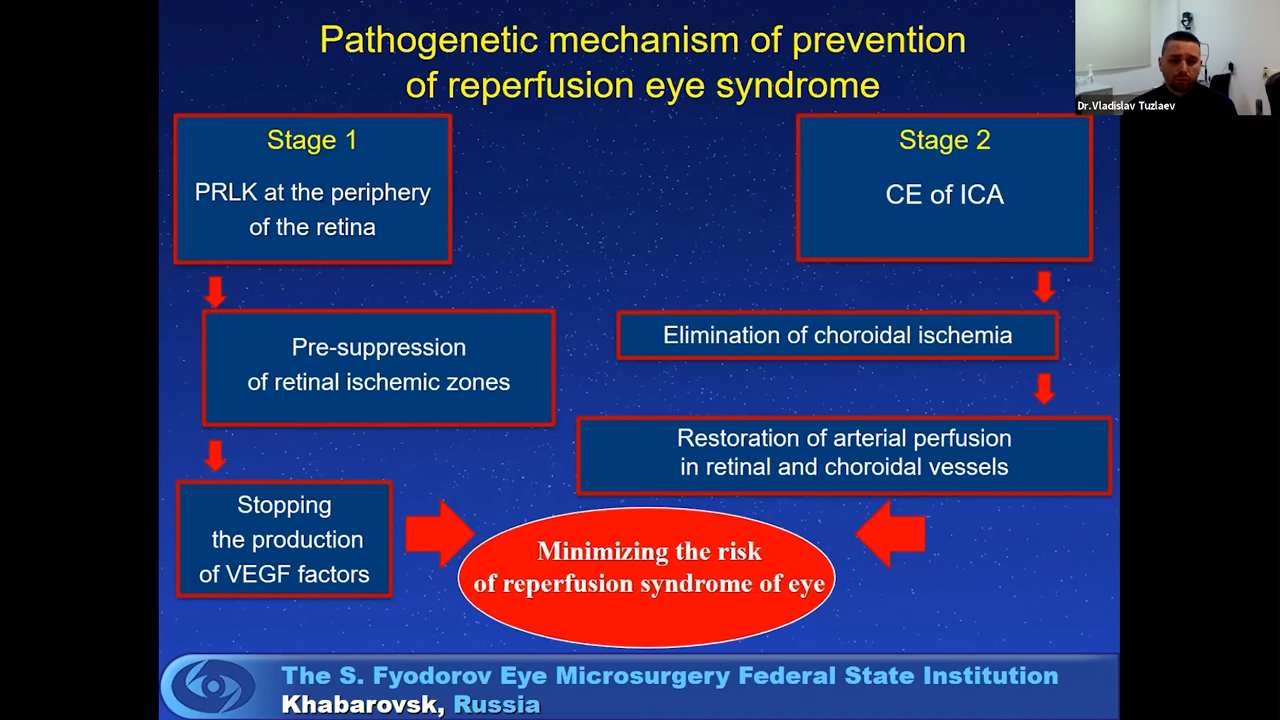 Pathogenetic mechanism of prevention
of reperfusion eye syndrome
Dr.Vladislav Tuzlaev
Stage 1
PRLK at the periphery
of the retina
Pre-suppression
of retinal ischemic zones
Stopping
the production
of VEGF factors
Stage 2
CE of ICA
Elimination of choroidal ischemia
Restoration of arterial perfusion
in retinal and choroidal vessels
Minimizing the risk
of reperfusion syndrome of eye
The S. Fyodorov Eye Microsurgery Federal State Institution
Khabarovsk, Russia